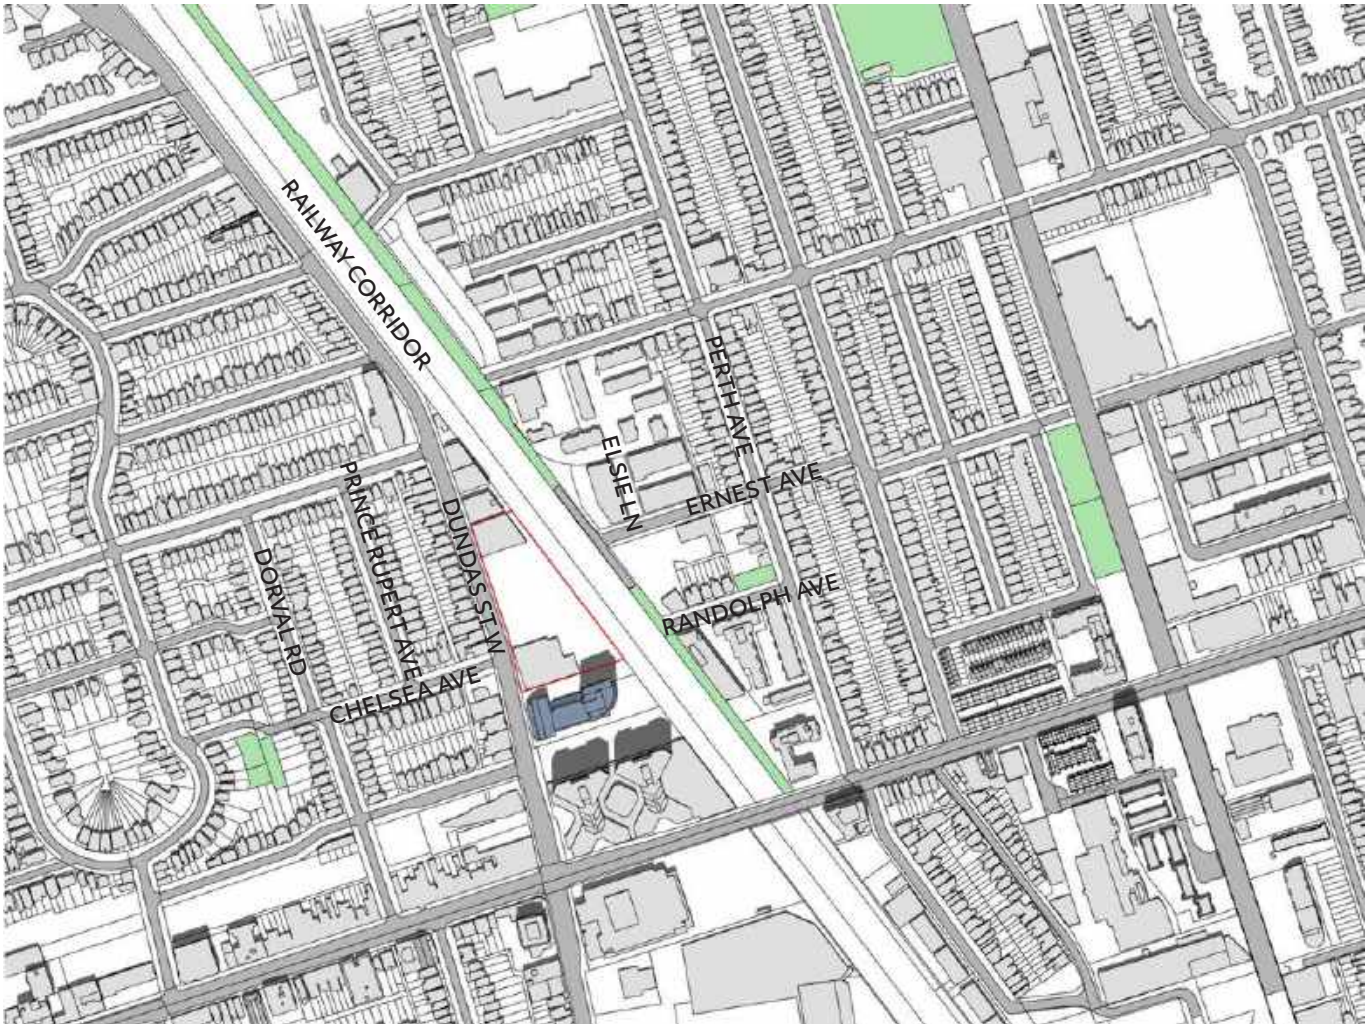 RAILWAY CORRIDOR
PERTH AVE
ELSIE LN
ERNEST AVE
PRINCE RUPERT AVE
DUNDAS ST W
DORVAL RD
RANDOLPH AVE
CHELSEA AVE